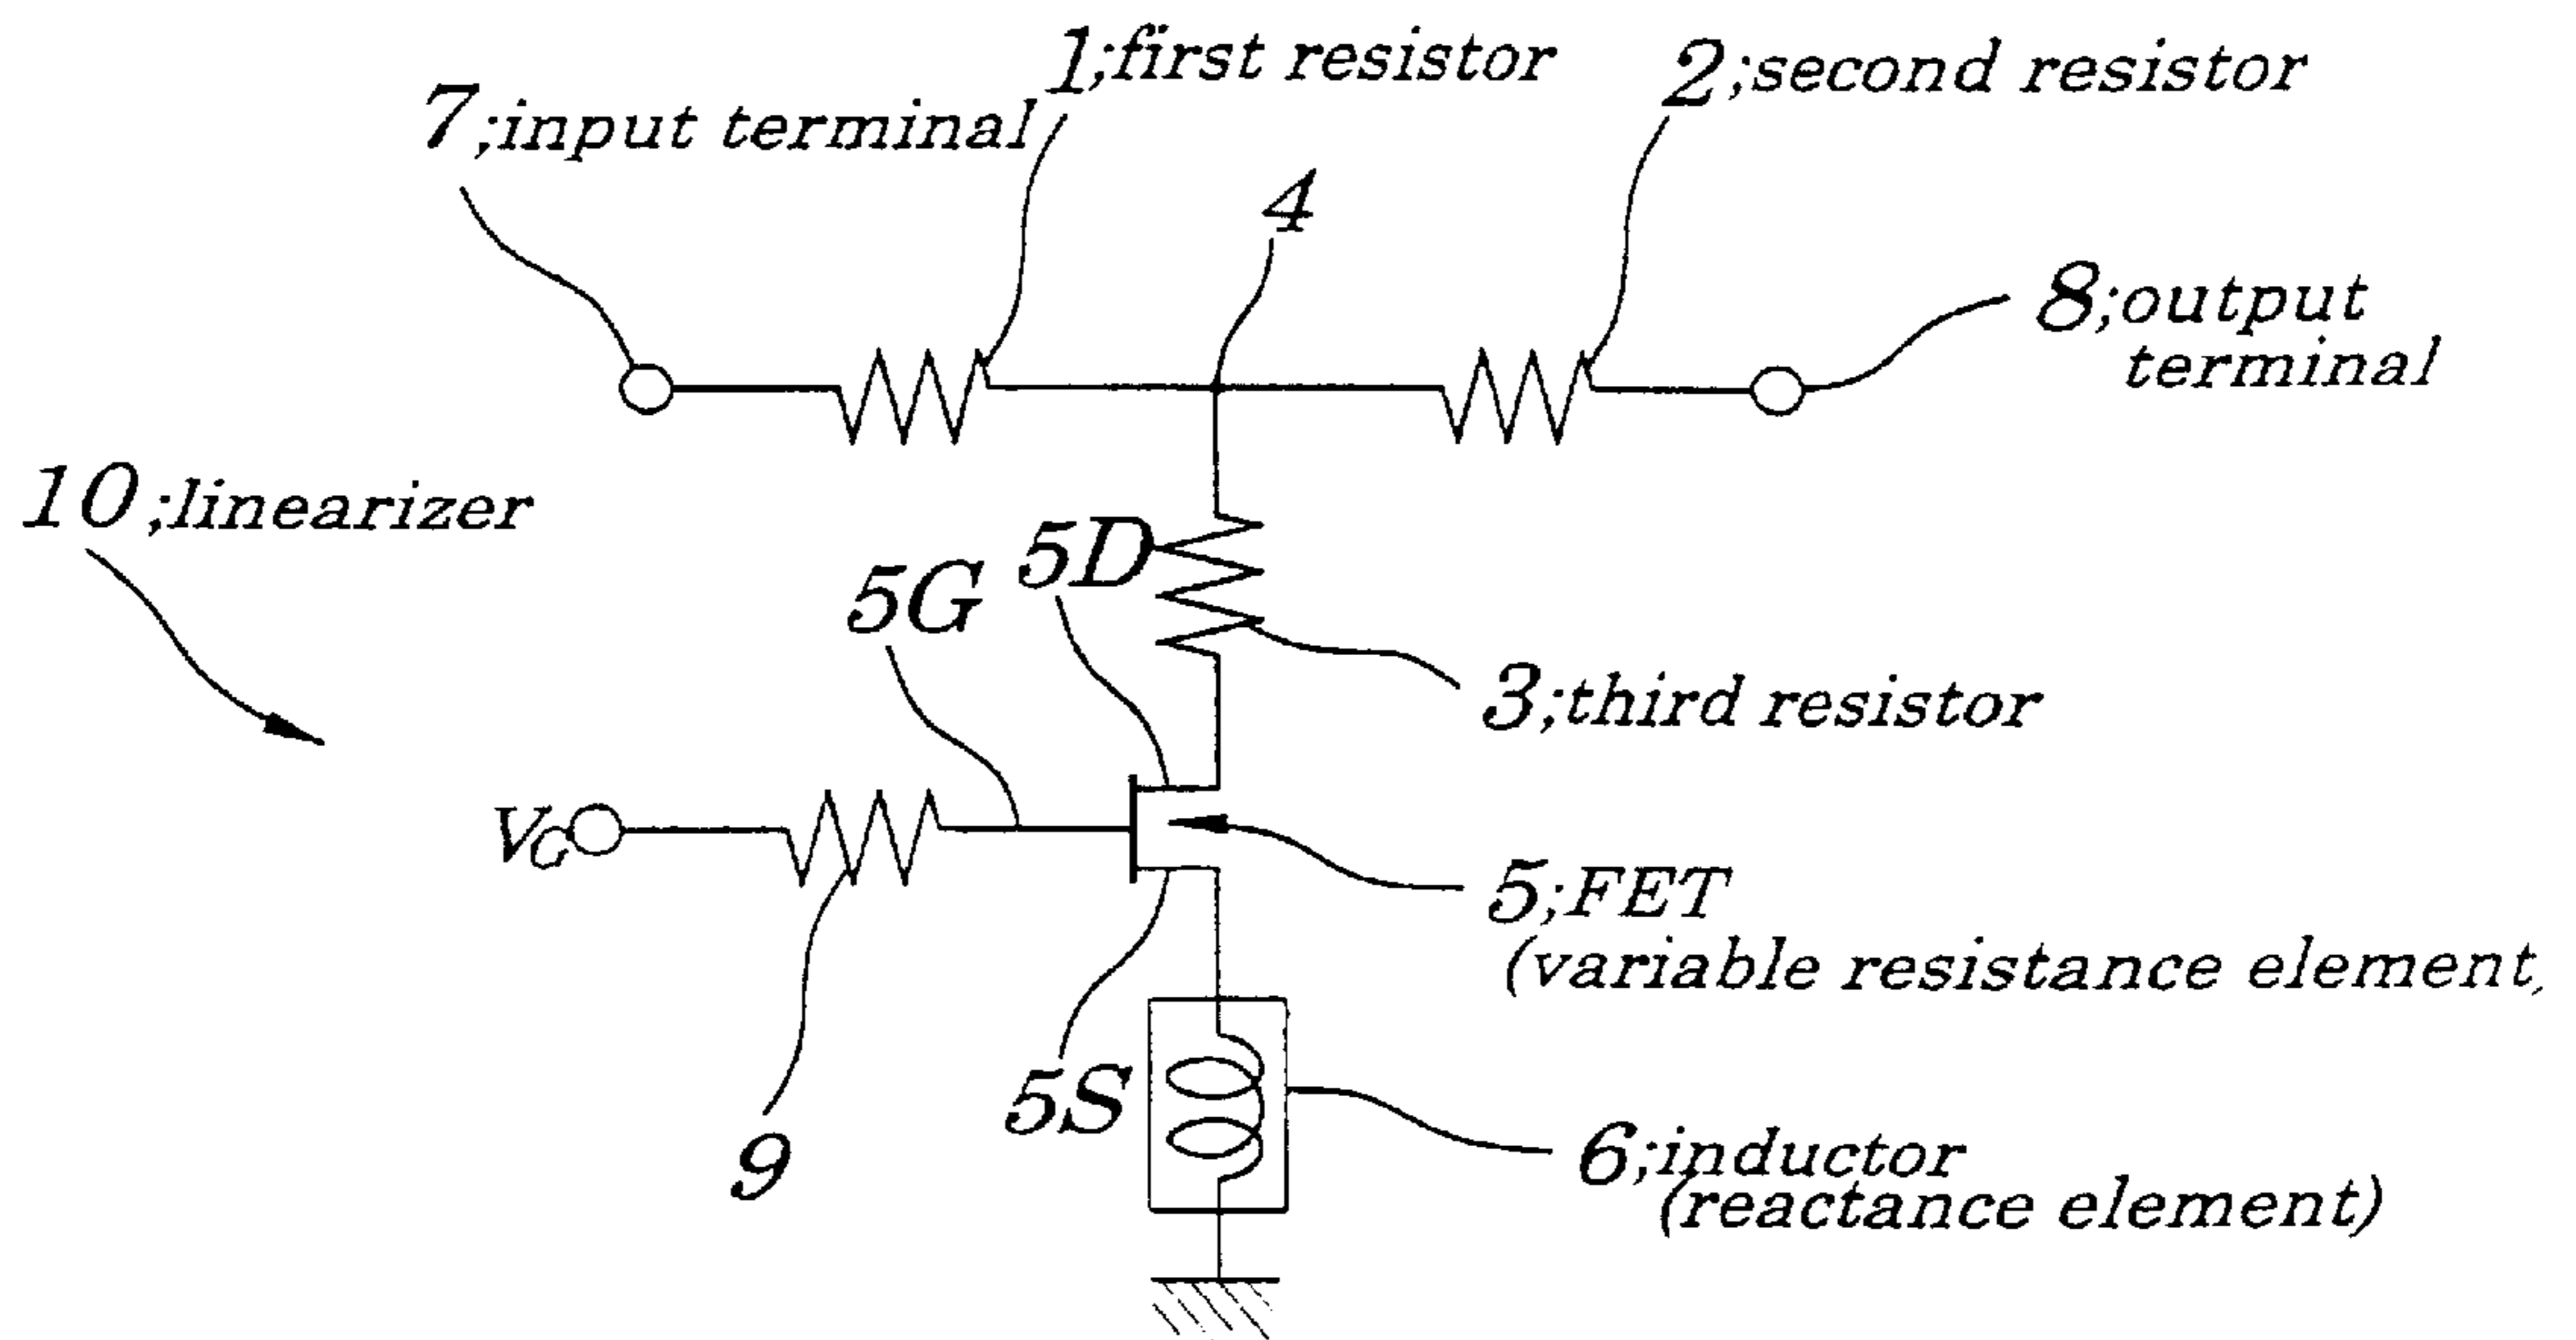 1;first resistor
2;second resistor
7;input terminal
4
8;output
terminal
10;linearizer
5D
5G
3;third resistor
VG
5;FET
(variable resistance element,
5S
9
6;inductor
(reactance element)